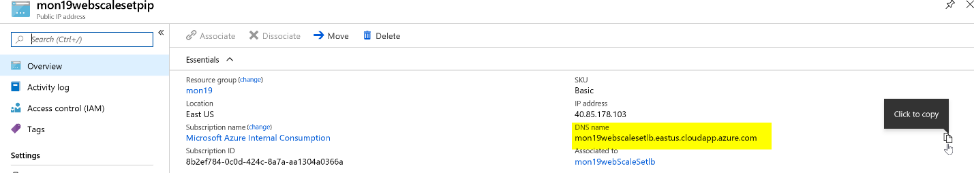 mon19webscalesetpip
Public IP address
Search (Ctrl+/)
«
Associate Dissociate Move Delete
Overview
Activity log
Access control (IAM)
Tags
Settings
Essentials
Resource group (change)
mon19
Location
East US
Subscription name (change)
Microsoft Azure Internal Consumption
Subscription ID
8b2ef784-0c0d-424c-8a7a-aa1304a0366a
SKU
Basic
IP address
40.85.178.103
DNS name
mon19webscalesetlb.eastus.cloudapp.azure.com
Associated to
mon19webScaleSetlb
Click to copy